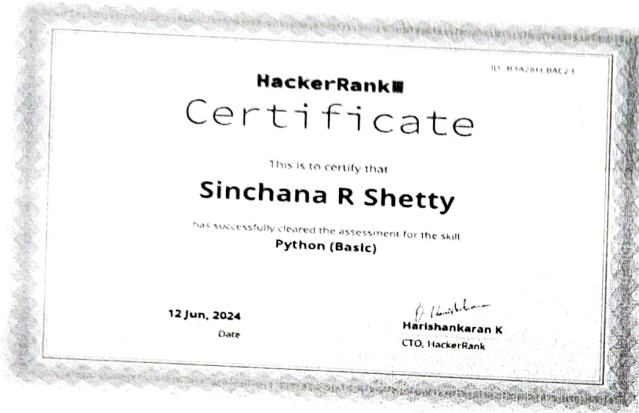 HackerRank
Certificate
This is to certify that
Sinchana R Shetty
has successfully cleared the assessment for the skill
Python (Basic)
12 Jun, 2024
Date
Harishankaran K
CTO, HackerRank